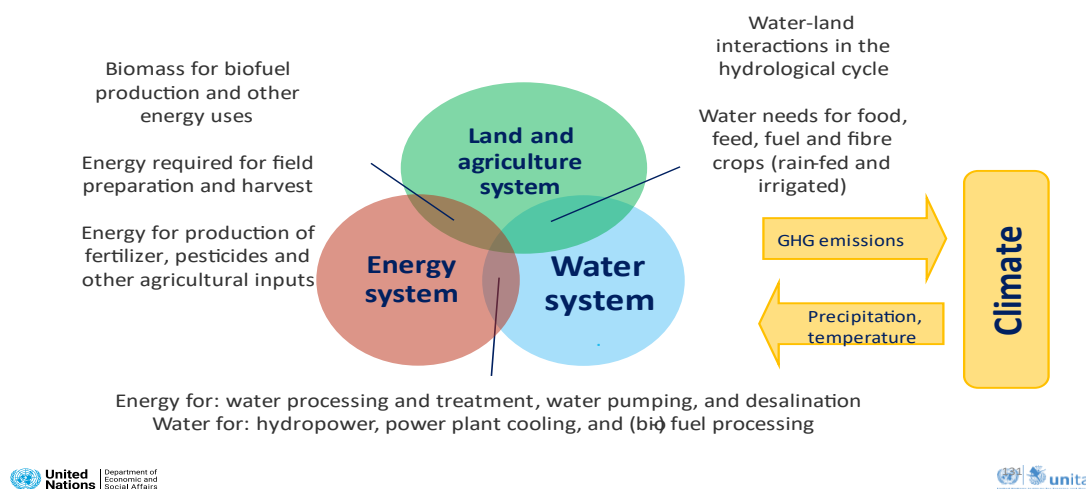 Biomass for biofuel
production and other
energy uses
Energy required for field
preparation and harvest
Energy for production of
fertilizer, pesticides and
other agricultural inputs
Land and
agriculture
system
Energy
system
Water
system
Water-land
interactions in the
hydrological cycle
Water needs for food,
feed, fuel and fibre
crops (rain-fed and
irrigated)
GHG emissions
Precipitation,
temperature
Climate
Energy for: water processing and treatment, water pumping, and desalination
Water for: hydropower, power plant cooling, and (bio-) fuel processing
United
Nations
Department of
Economic and
Social Affairs
131
unita